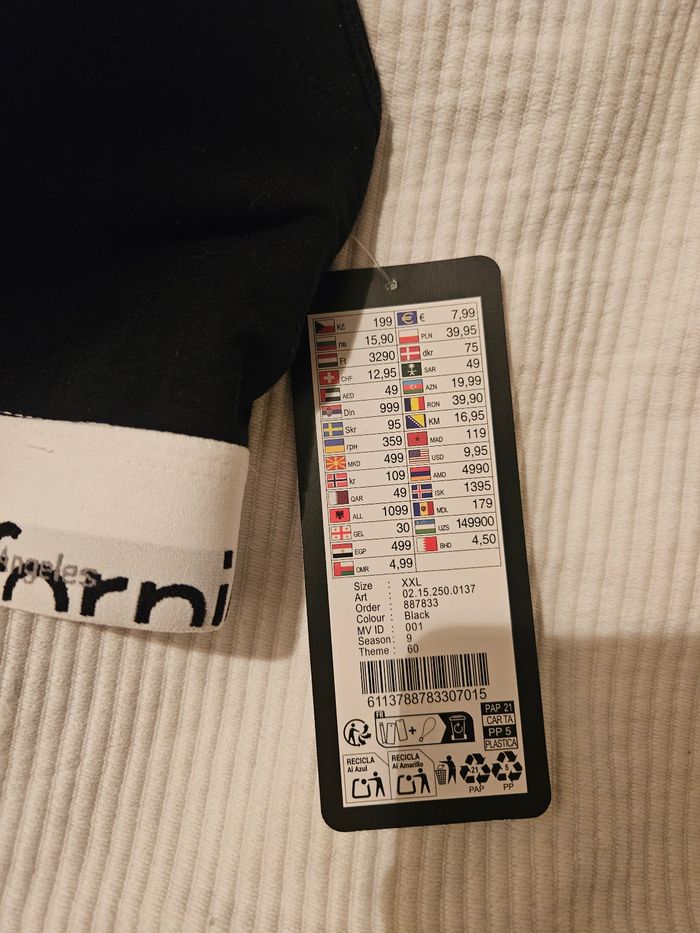 Kč 199 € 7,99
лв 15,90 PLN 39,95
Ft 3290 dkr 75
CHF 12,95 SAR 49
AED 49 AZN 19,99
Din 999 RON 39,90
Skr 95 KM 16,95
грн 359 MAD 119
MKD 499 USD 9,95
kr 109 AMD 4990
QAR 49 ISK 1395
ALL 1099 MDL 179
GEL 30 UZS 149900
EGP 499 BHD 4,50
OMR 4,99
Size : XXL
Art : 02.15.250.0137
Order : 887833
Colour : Black
MV ID : 001
Season : 9
Theme : 60
6113788783307015
FR
+
PAP 21
CARTA
PP 5
PLASTICA
RECICLA
Al Azul
RECICLA
Al Amarillo
21
PAP
5
PP
Angeles
forni